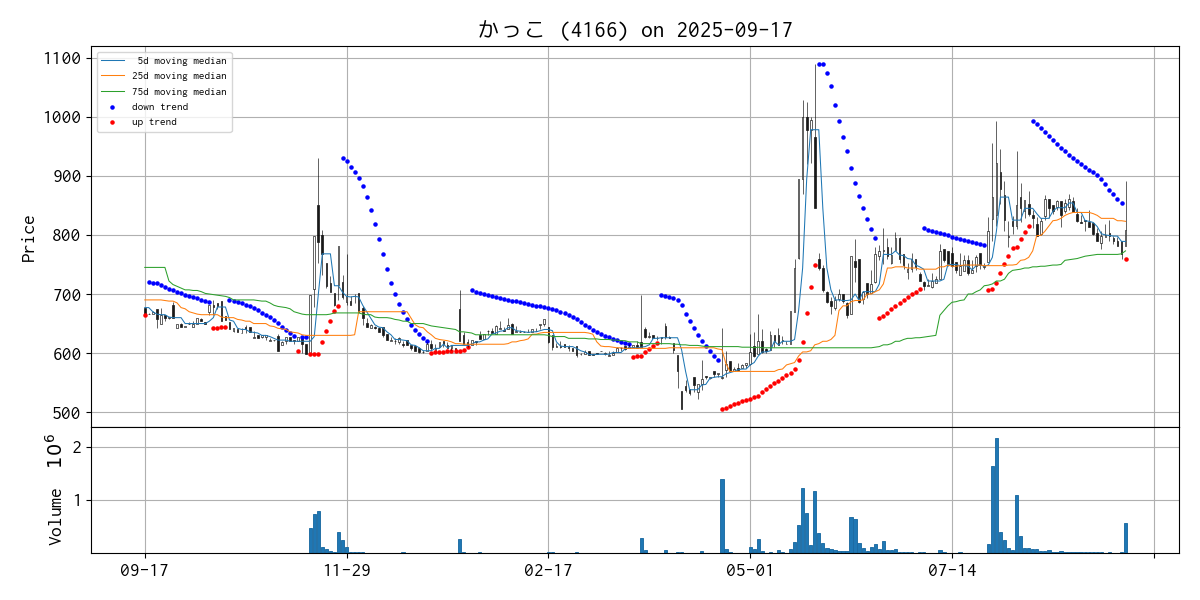 かっこ (4166) on 2025-09-17
1100
1000
900
800
700
600
500
Price
5d moving median
25d moving median
75d moving median
down trend
up trend
2
1
Volume 10^6
09-17
11-29
02-17
05-01
07-14